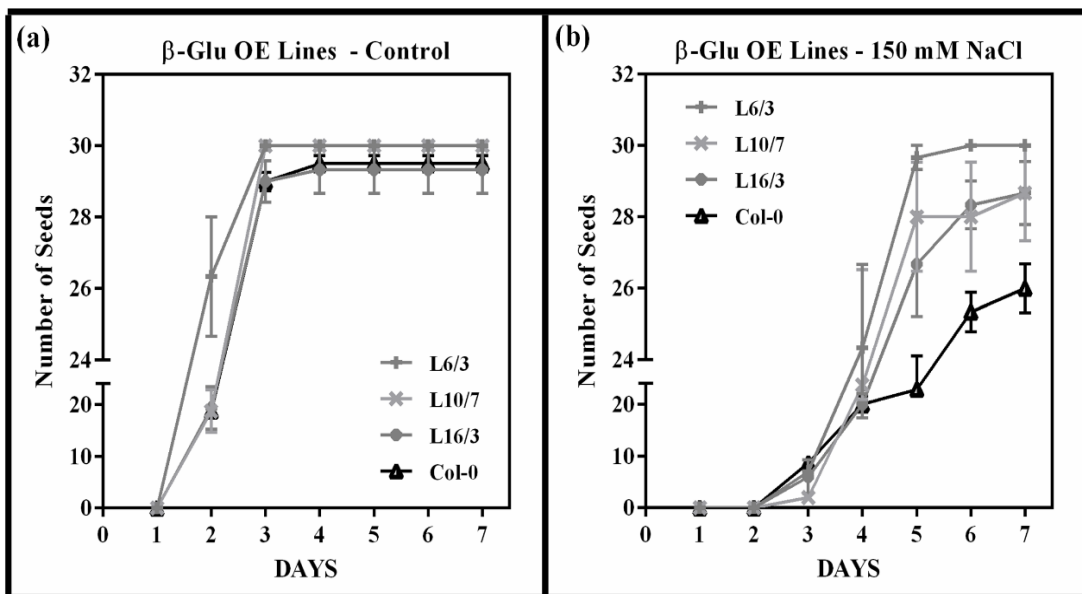 (a)
β-Glu OE Lines - Control
32
30
28
26
24
20
10
0
Number of Seeds
L6/3
L10/7
L16/3
Col-0
0 1 2 3 4 5 6 7
DAYS
(b)
β-Glu OE Lines - 150 mM NaCl
32
30
28
26
24
20
10
0
Number of Seeds
L6/3
L10/7
L16/3
Col-0
0 1 2 3 4 5 6 7
DAYS